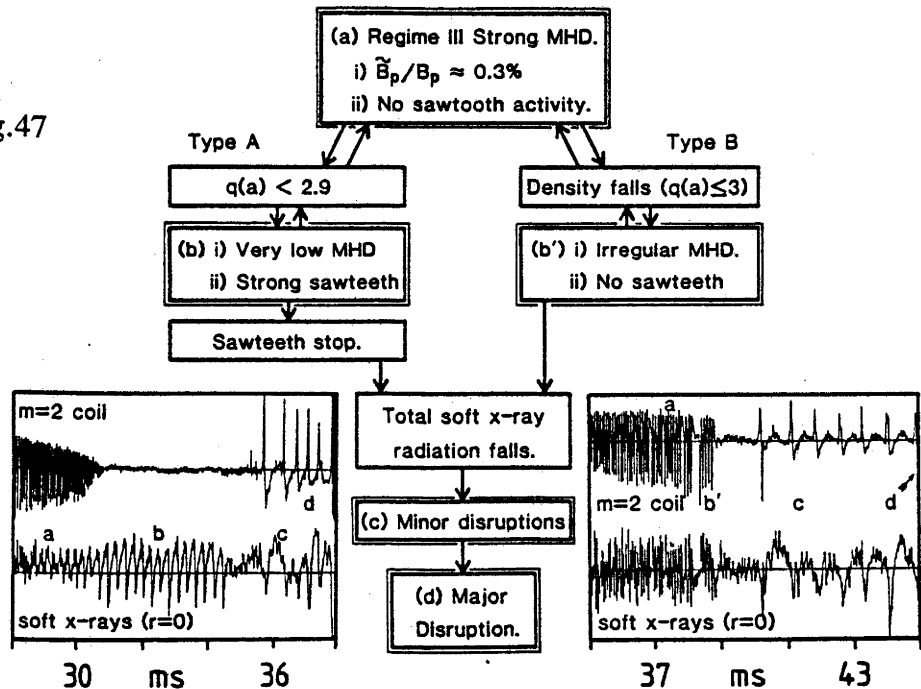 (a) Regime III Strong MHD.
i) B̃p/Bp ≈ 0.3%
ii) No sawtooth activity.
g.47
Type A
Type B
q(a) < 2.9
Density falls (q(a)≤3)
(b) i) Very low MHD
ii) Strong sawteeth
(b') i) Irregular MHD.
ii) No sawteeth
Sawteeth stop.
Total soft x-ray
radiation falls.
(c) Minor disruptions
(d) Major
Disruption.
m=2 coil
d
a b c
soft x-rays (r=0)
30 ms 36
a
m=2 coil b' c d
soft x-rays (r=0)
37 ms 43